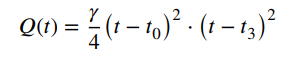 Q(t) = γ/4 (t − t₀)² · (t − t₃)²